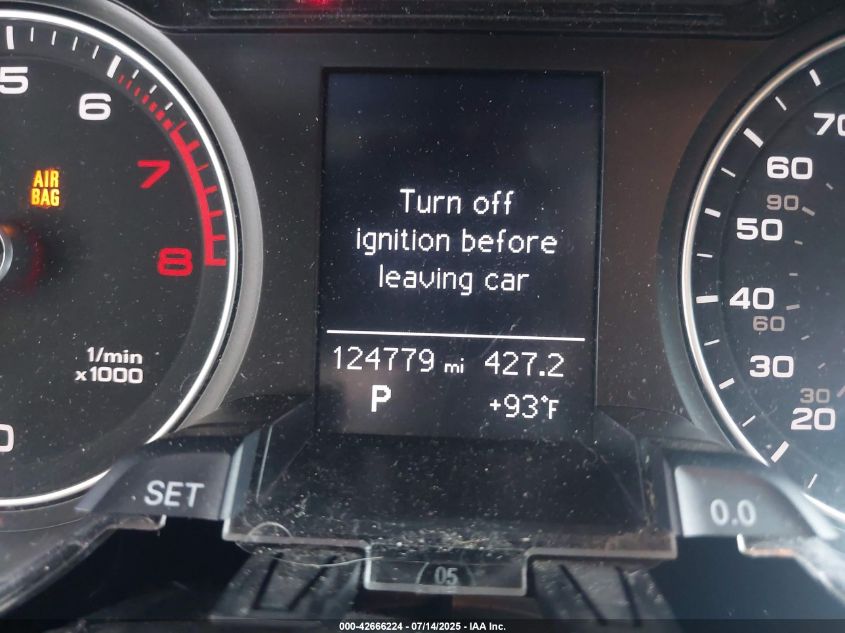 5
6
7
8
AIR
BAG
1/min
x1000
0
Turn off
ignition before
leaving car
124779 mi 427.2
P +93°F
70
60
90
50
40
60
30
30
20
SET
0.0
05
000-42666224 - 07/14/2025 - IAA Inc.